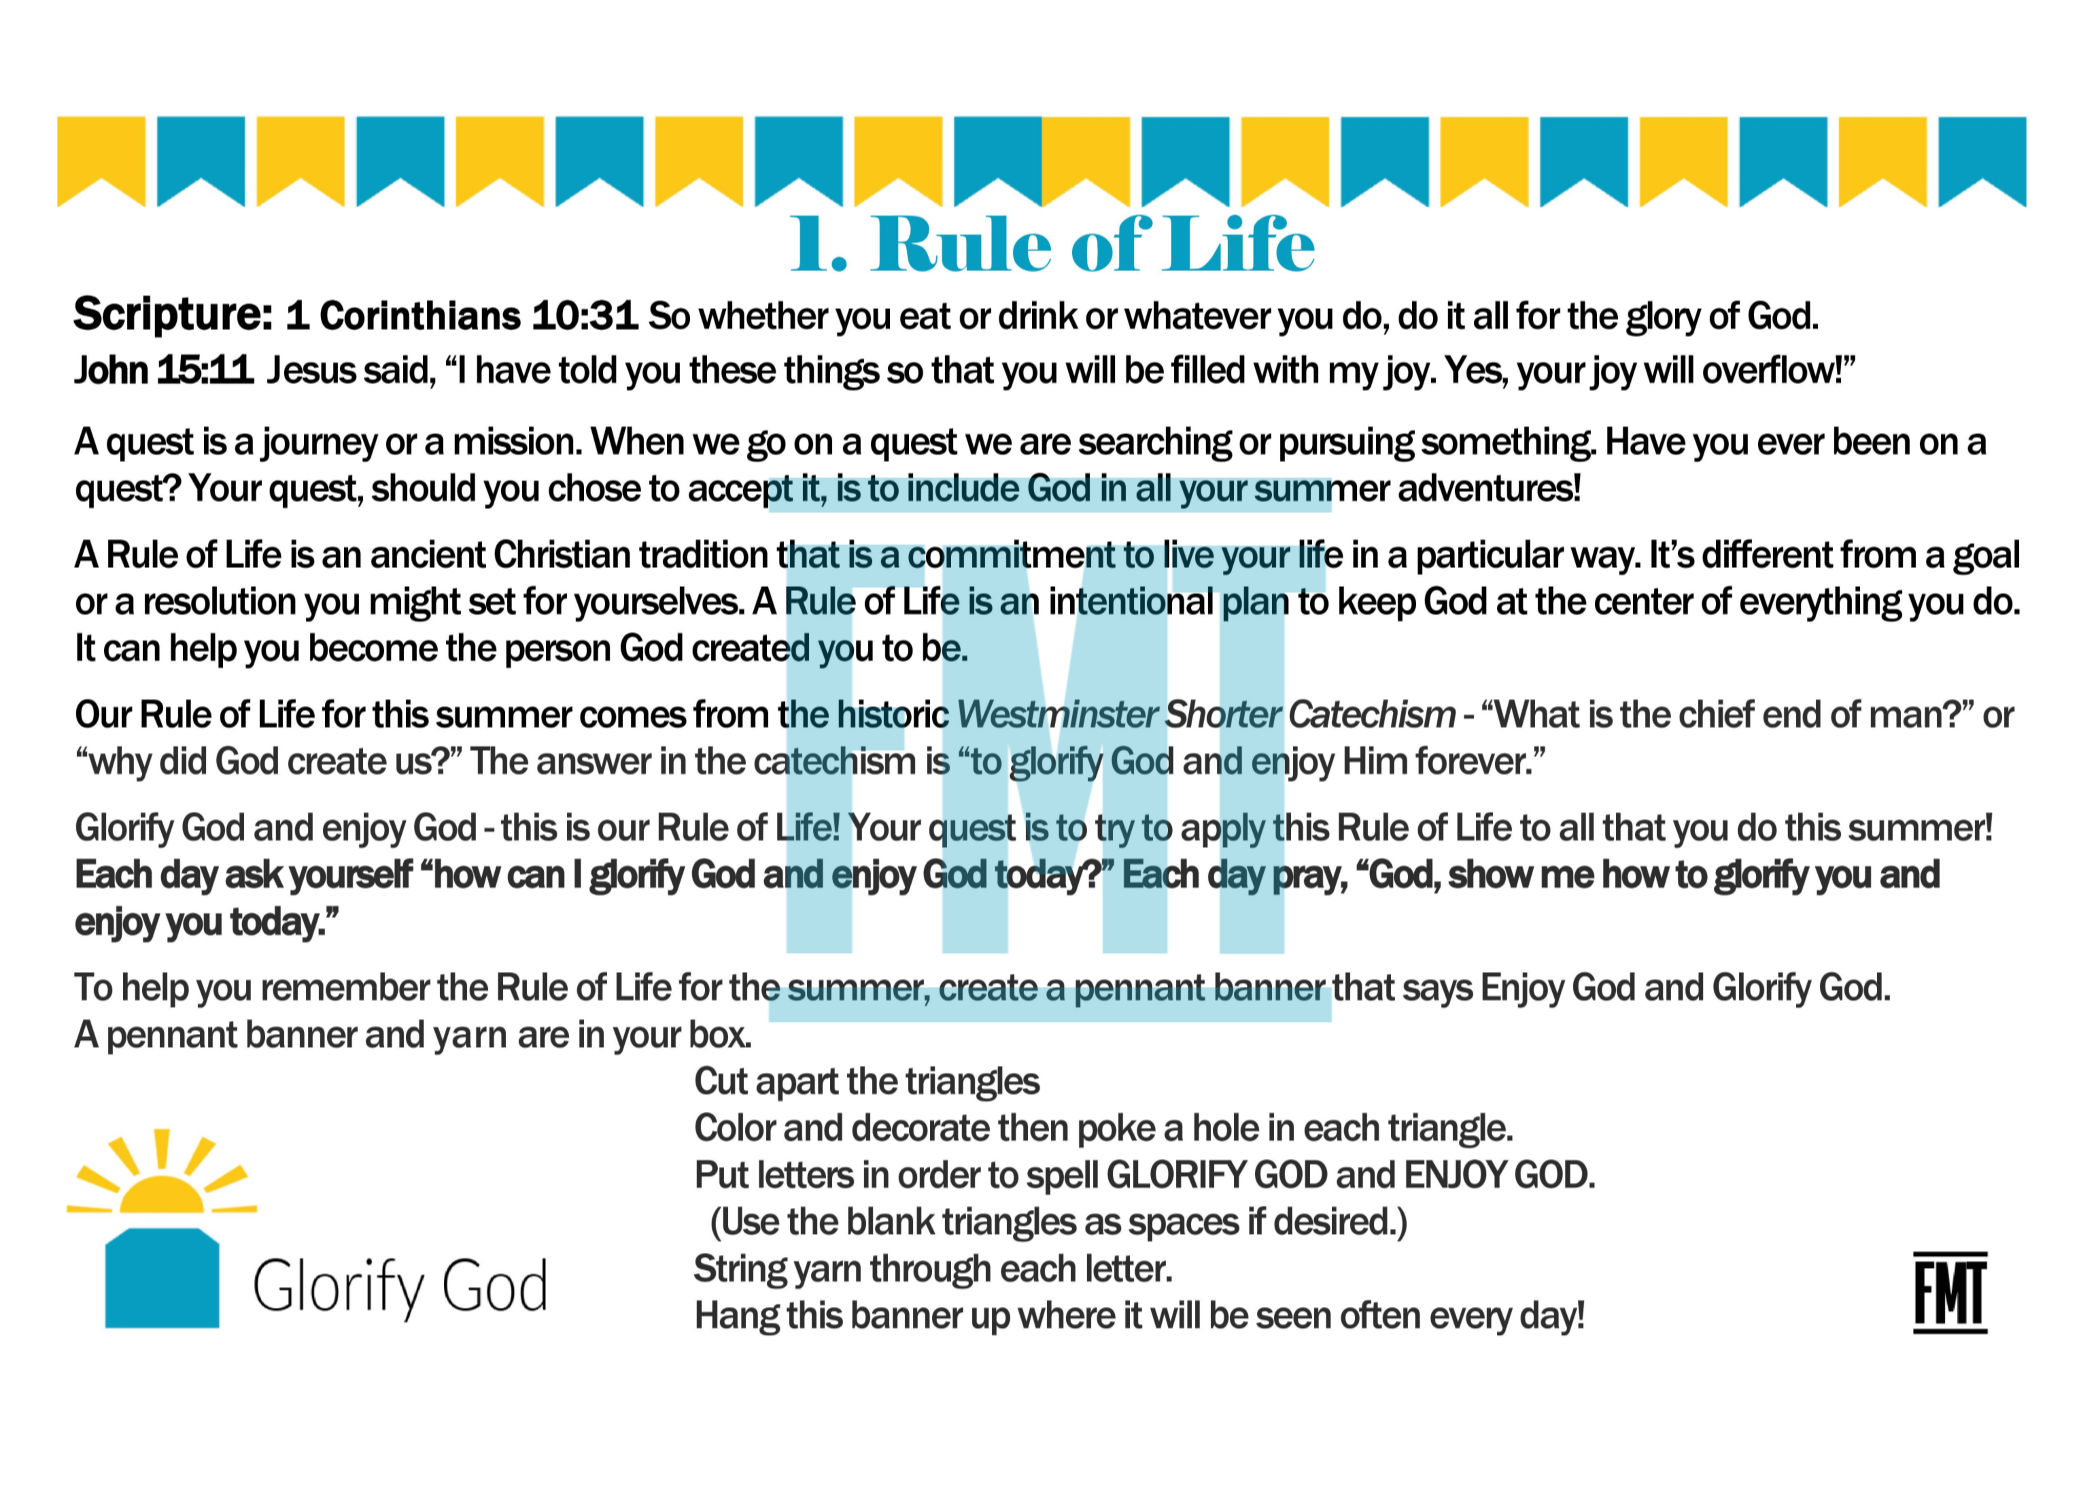 1. Rule of Life
Scripture: 1 Corinthians 10:31 So whether you eat or drink or whatever you do, do it all for the glory of God.
John 15:11 Jesus said, “I have told you these things so that you will be filled with my joy. Yes, your joy will overflow!”
A quest is a journey or a mission. When we go on a quest we are searching or pursuing something. Have you ever been on a
quest? Your quest, should you chose to accept it, is to include God in all your summer adventures!
A Rule of Life is an ancient Christian tradition that is a commitment to live your life in a particular way. It’s different from a goal
or a resolution you might set for yourselves. A Rule of Life is an intentional plan to keep God at the center of everything you do.
It can help you become the person God created you to be.
Our Rule of Life for this summer comes from the historic Westminster Shorter Catechism - “What is the chief end of man?” or
“why did God create us?” The answer in the catechism is “to glorify God and enjoy Him forever.”
Glorify God and enjoy God - this is our Rule of Life! Your quest is to try to apply this Rule of Life to all that you do this summer!
Each day ask yourself “how can I glorify God and enjoy God today?” Each day pray, “God, show me how to glorify you and
enjoy you today.”
To help you remember the Rule of Life for the summer, create a pennant banner that says Enjoy God and Glorify God.
A pennant banner and yarn are in your box.
Cut apart the triangles
Color and decorate then poke a hole in each triangle.
Put letters in order to spell GLORIFY GOD and ENJOY GOD.
(Use the blank triangles as spaces if desired.)
String yarn through each letter.
Hang this banner up where it will be seen often every day!
Glorify God
FMT
FMT